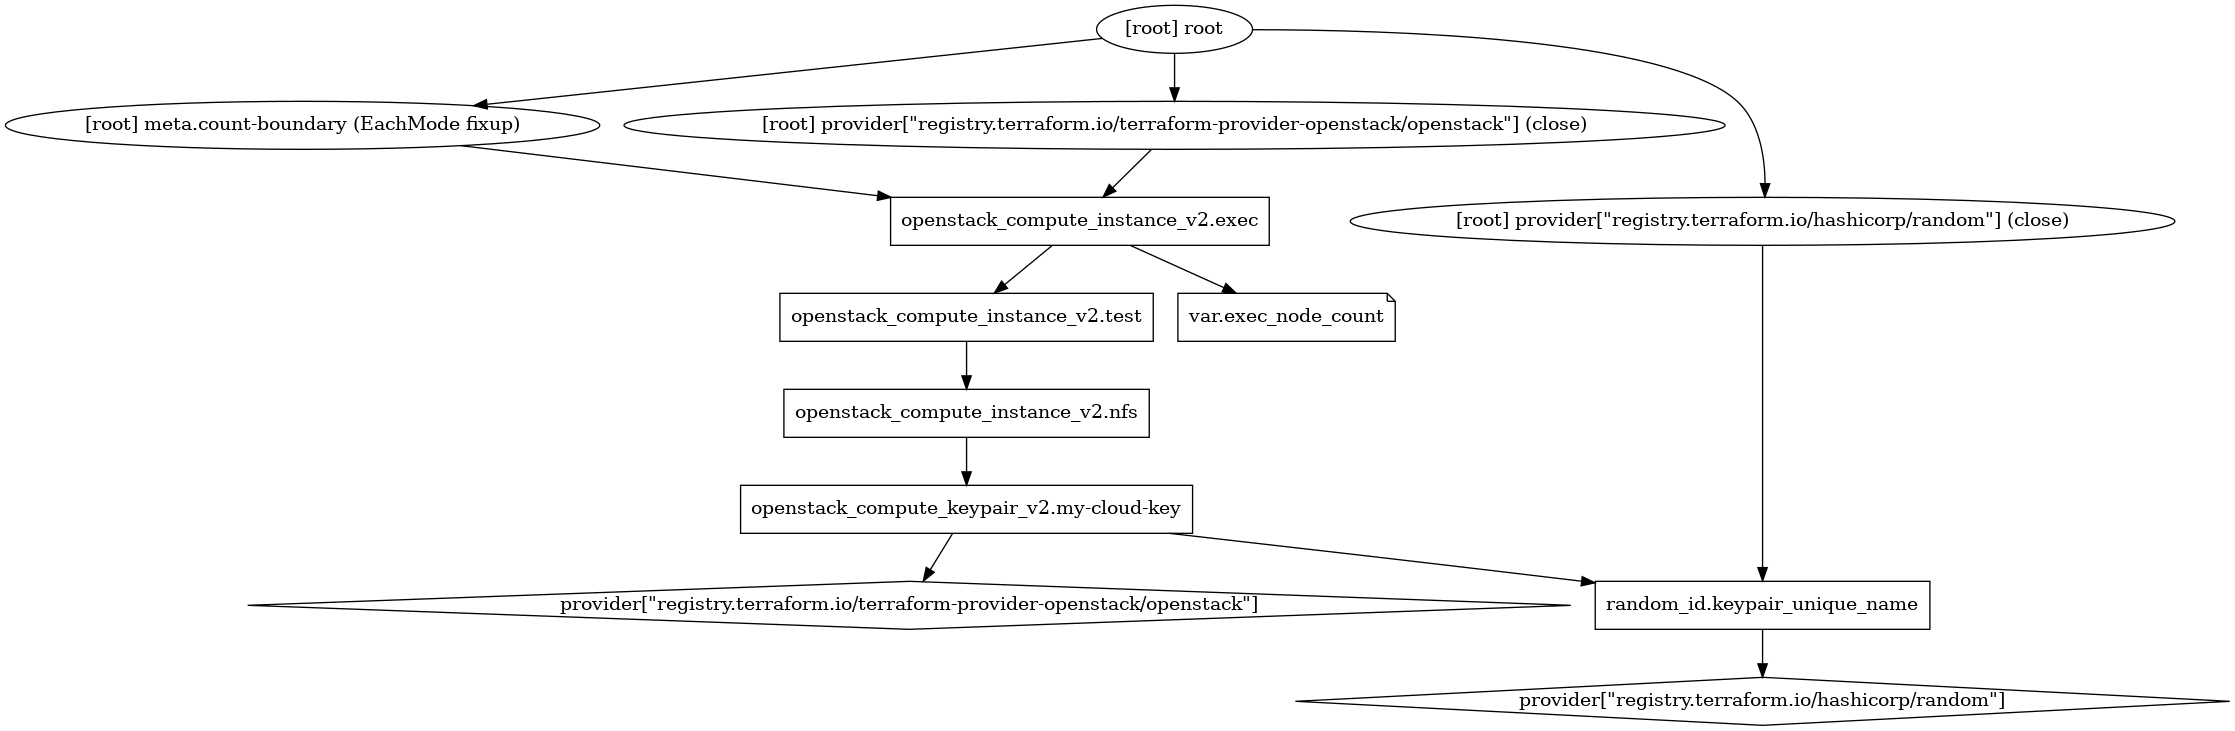 [root] root
[root] meta.count-boundary (EachMode fixup)
[root] provider[\"registry.terraform.io/terraform-provider-openstack/openstack\"] (close)
openstack_compute_instance_v2.exec
[root] provider[\"registry.terraform.io/hashicorp/random\"] (close)
openstack_compute_instance_v2.test
var.exec_node_count
openstack_compute_instance_v2.nfs
openstack_compute_keypair_v2.my-cloud-key
provider[\"registry.terraform.io/terraform-provider-openstack/openstack\"]
random_id.keypair_unique_name
provider[\"registry.terraform.io/hashicorp/random\"]